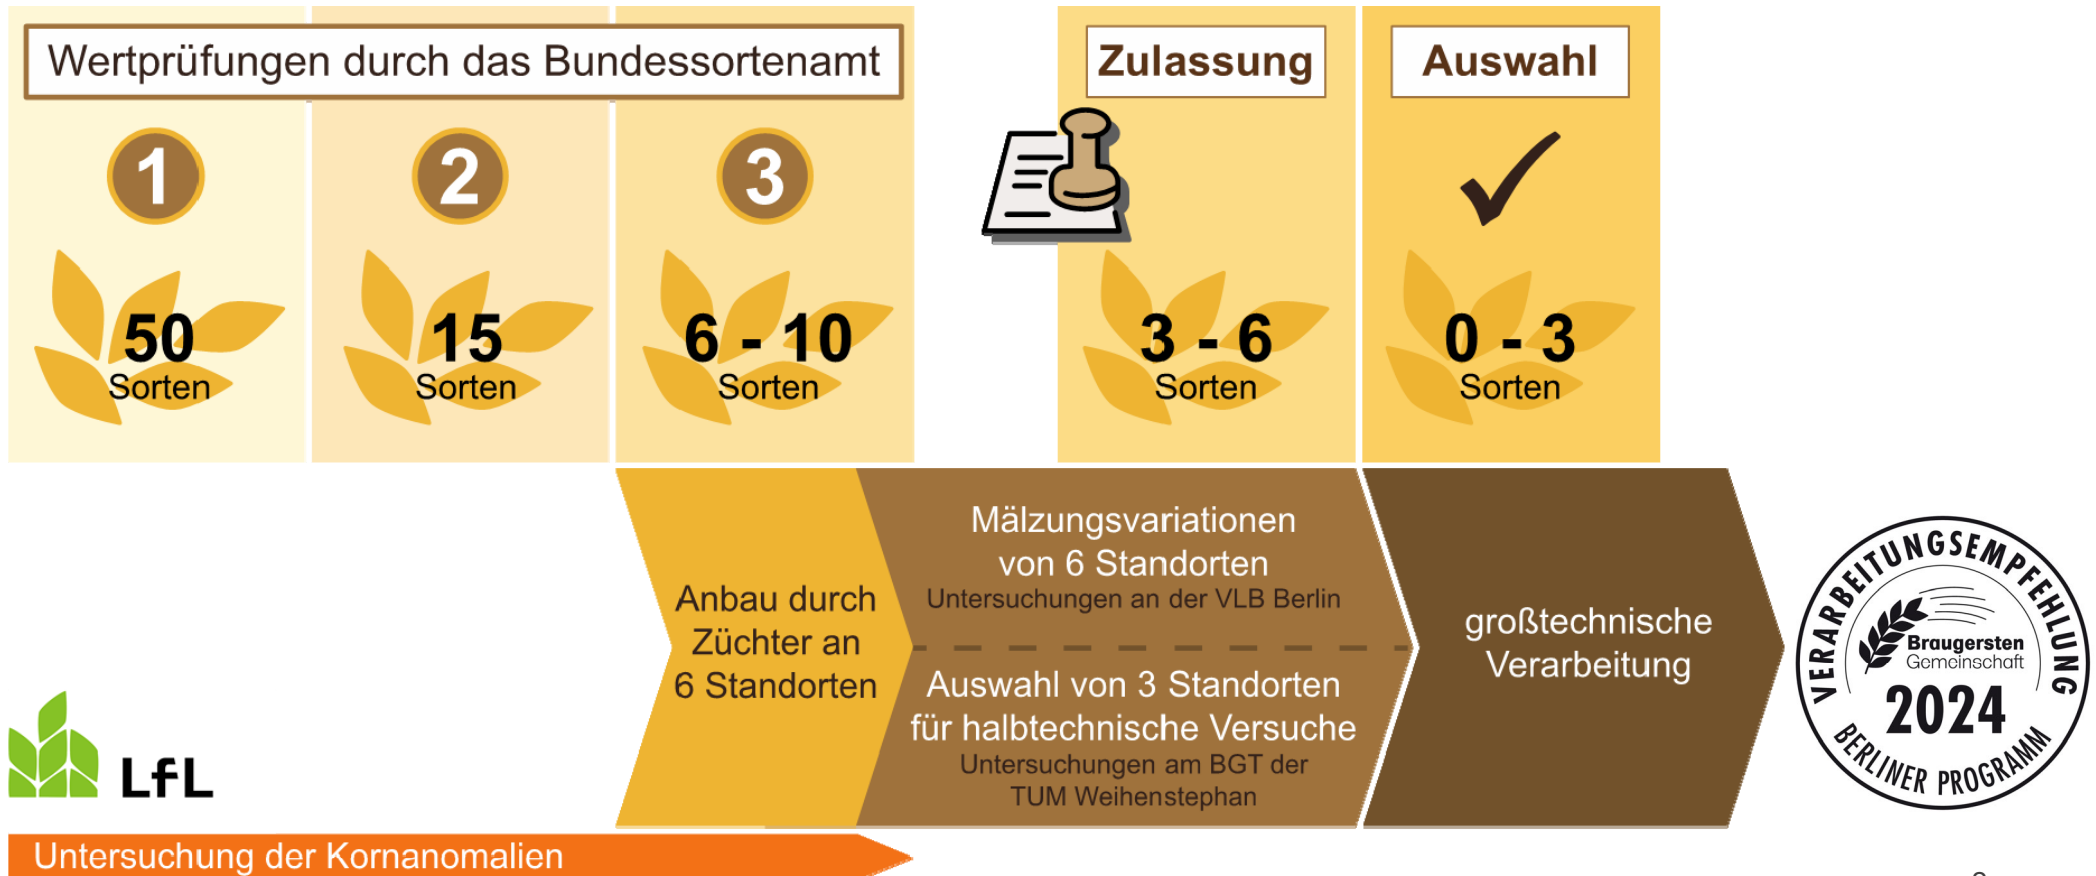 Wertprüfungen durch das Bundessortenamt
Zulassung
Auswahl
1
2
3
50
Sorten
15
Sorten
6 - 10
Sorten
3 - 6
Sorten
0 - 3
Sorten
Anbau durch
Züchter an
6 Standorten
Mälzungsvariationen
von 6 Standorten
Untersuchungen an der VLB Berlin
Auswahl von 3 Standorten
für halbtechnische Versuche
Untersuchungen am BGT der
TUM Weihenstephan
großtechnische
Verarbeitung
VERARBEITUNGSEMPFEHLUNG
Braugersten
Gemeinschaft
2024
BERLINER PROGRAMM
LfL
Untersuchung der Kornanomalien